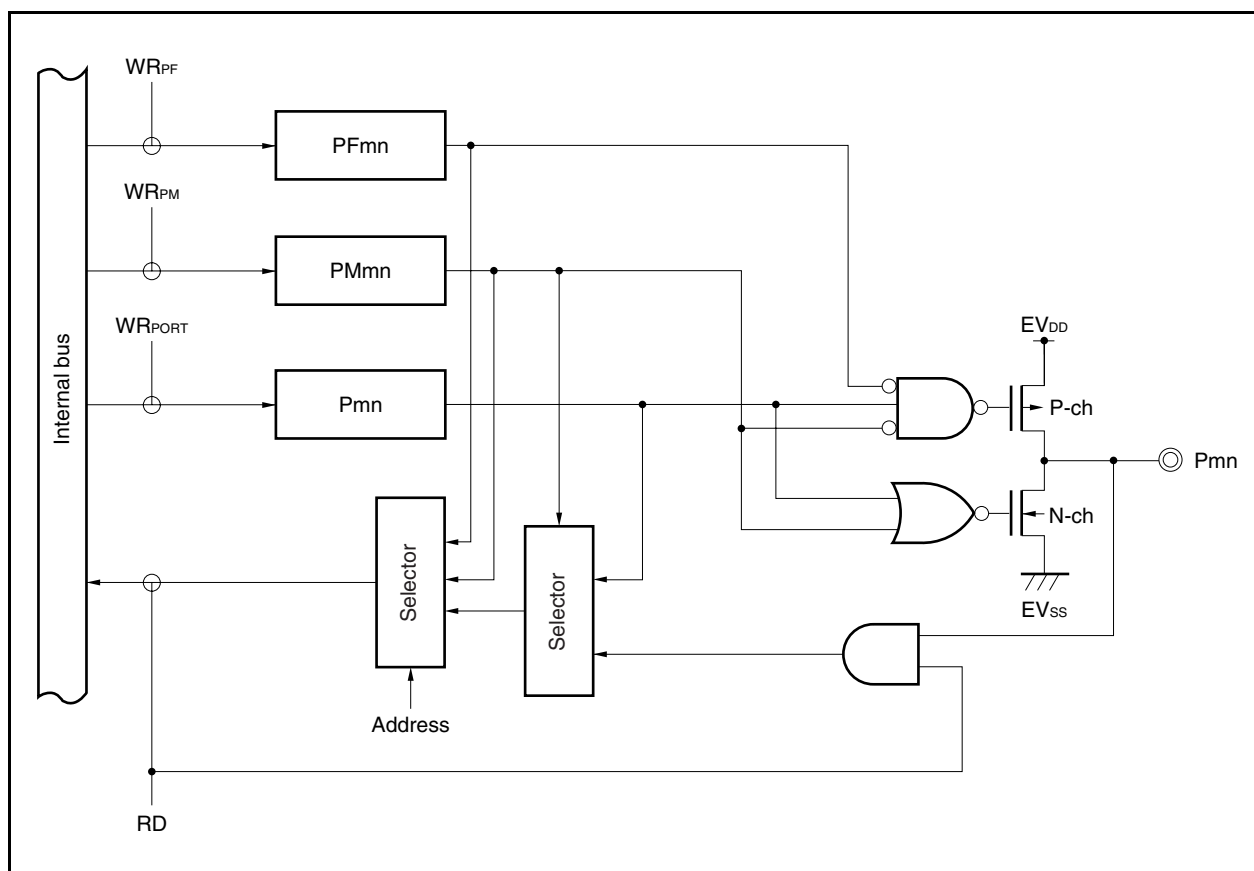 WRPF
PFmn
WRPM
PMmn
WRPORT
EVDD
Internal bus
Pmn
P-ch
Pmn
N-ch
Selector
Selector
EVSS
Address
RD